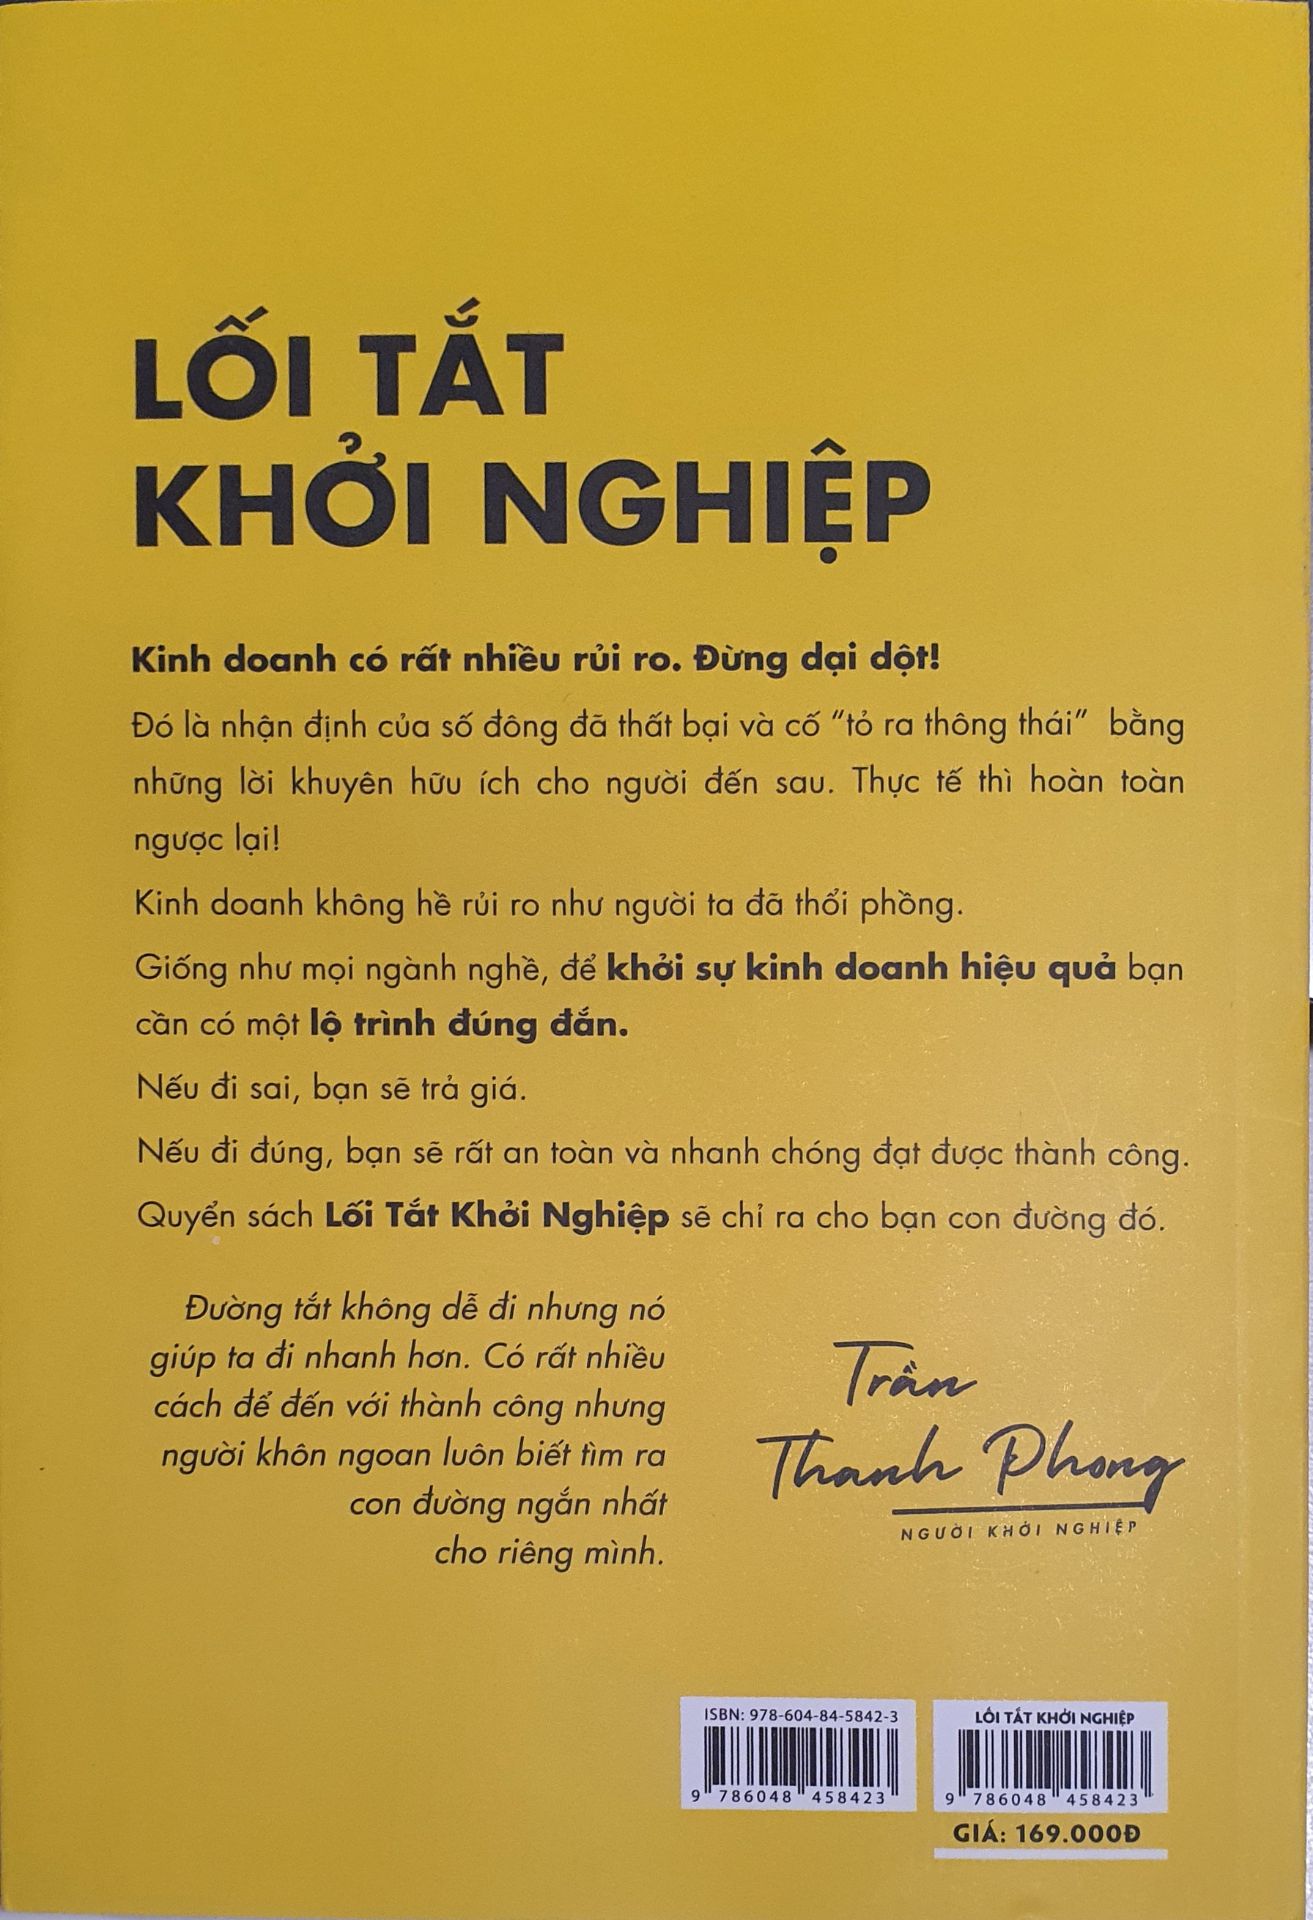 LỐI TẮT
KHỞI NGHIỆP
Kinh doanh có rất nhiều rủi ro. Đừng dại dột!
Đó là nhận định của số đông đã thất bại và cố "tỏ ra thông thái" bằng
những lời khuyên hữu ích cho người đến sau. Thực tế thì hoàn toàn
ngược lại!
Kinh doanh không hề rủi ro như người ta đã thổi phồng.
Giống như mọi ngành nghề, để khởi sự kinh doanh hiệu quả bạn
cần có một lộ trình đúng đắn.
Nếu đi sai, bạn sẽ trả giá.
Nếu đi đúng, bạn sẽ rất an toàn và nhanh chóng đạt được thành công.
Quyển sách Lối Tắt Khởi Nghiệp sẽ chỉ ra cho bạn con đường đó.
Đường tắt không dễ đi nhưng nó
giúp ta đi nhanh hơn. Có rất nhiều
cách để đến với thành công nhưng
người khôn ngoan luôn biết tìm ra
con đường ngắn nhất
cho riêng mình.
Trần
Thanh Phong
NGƯỜI KHỞI NGHIỆP
ISBN: 978-604-84-5842-3
9 786048 458423
LỐI TẮT KHỞI NGHIỆP
9 786048 458423
GIÁ: 169.000Đ